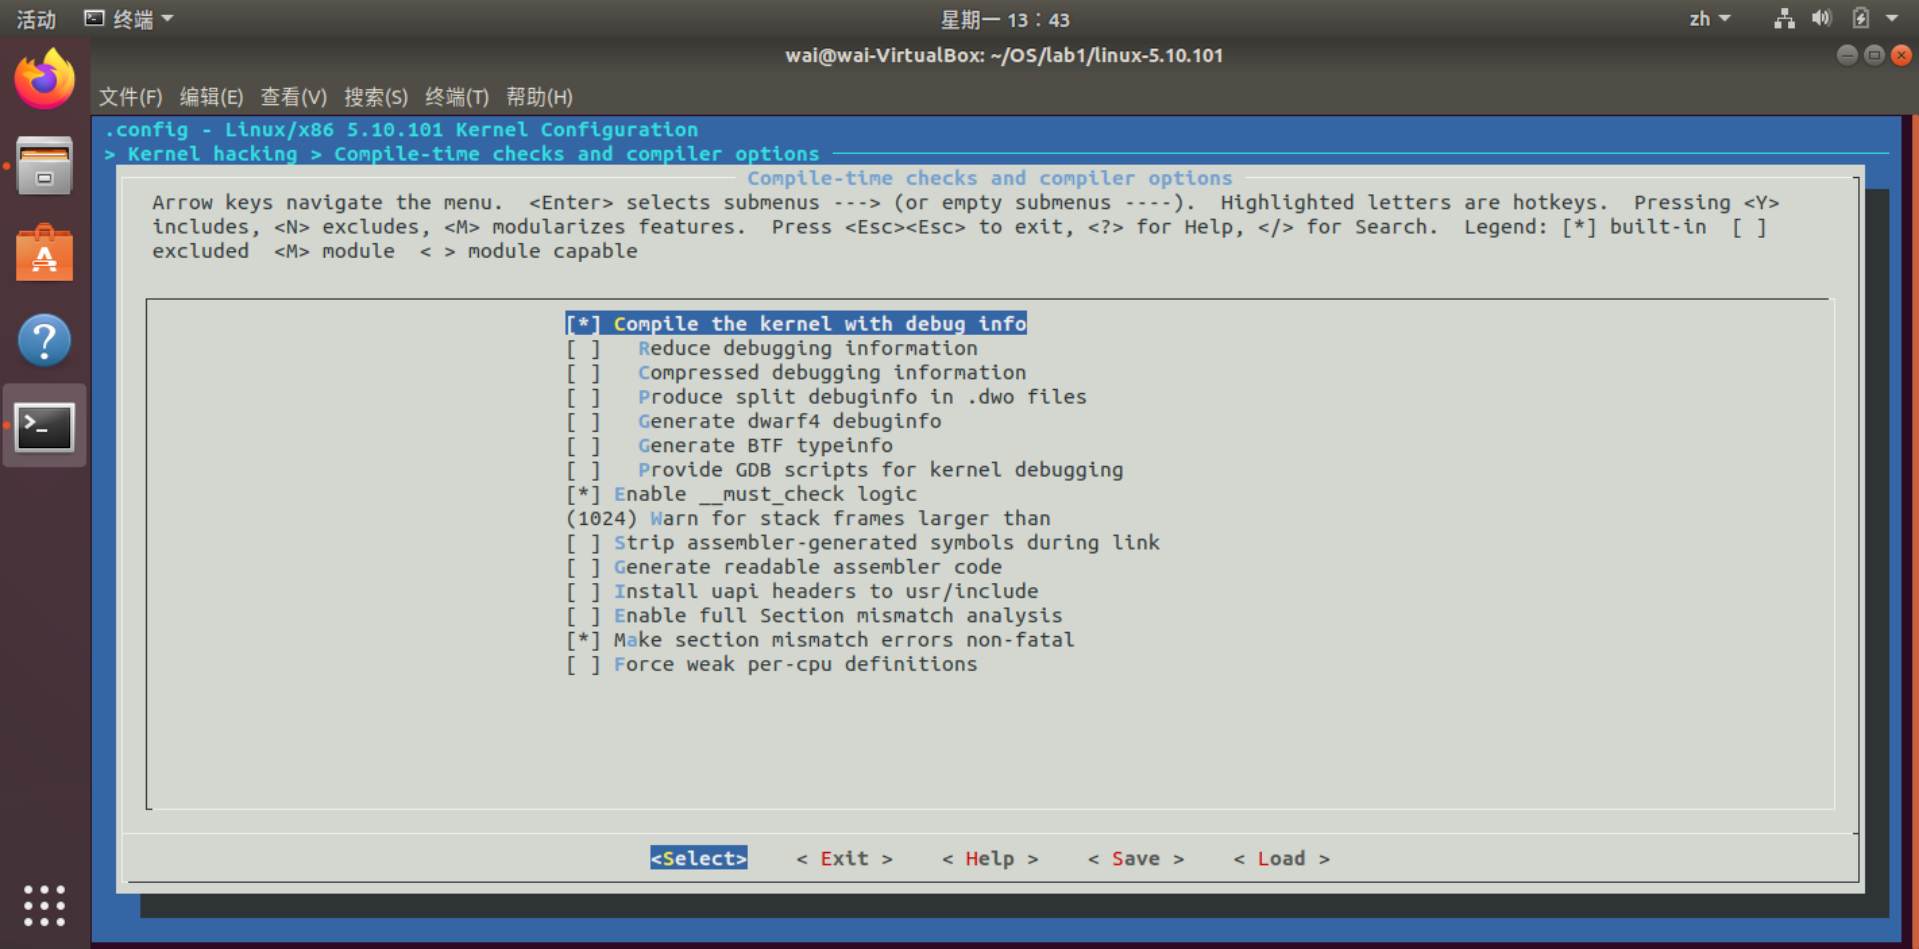 活动 终端 星期一 13：43 zh
wai@wai-VirtualBox: ~/OS/lab1/linux-5.10.101
文件(F) 编辑(E) 查看(V) 搜索(S) 终端(T) 帮助(H)
.config - Linux/x86 5.10.101 Kernel Configuration
> Kernel hacking > Compile-time checks and compiler options
Compile-time checks and compiler options
Arrow keys navigate the menu.  <Enter> selects submenus ---> (or empty submenus ----).  Highlighted letters are hotkeys.  Pressing <Y>
includes, <N> excludes, <M> modularizes features.  Press <Esc><Esc> to exit, <?> for Help, </> for Search.  Legend: [*] built-in  [ ]
excluded  <M> module  < > module capable
[*] Compile the kernel with debug info
[ ]   Reduce debugging information
[ ]   Compressed debugging information
[ ]   Produce split debuginfo in .dwo files
[ ]   Generate dwarf4 debuginfo
[ ]   Generate BTF typeinfo
[ ]   Provide GDB scripts for kernel debugging
[*] Enable __must_check logic
(1024) Warn for stack frames larger than
[ ] Strip assembler-generated symbols during link
[ ] Generate readable assembler code
[ ] Install uapi headers to usr/include
[ ] Enable full Section mismatch analysis
[*] Make section mismatch errors non-fatal
[ ] Force weak per-cpu definitions
<Select>    < Exit >    < Help >    < Save >    < Load >